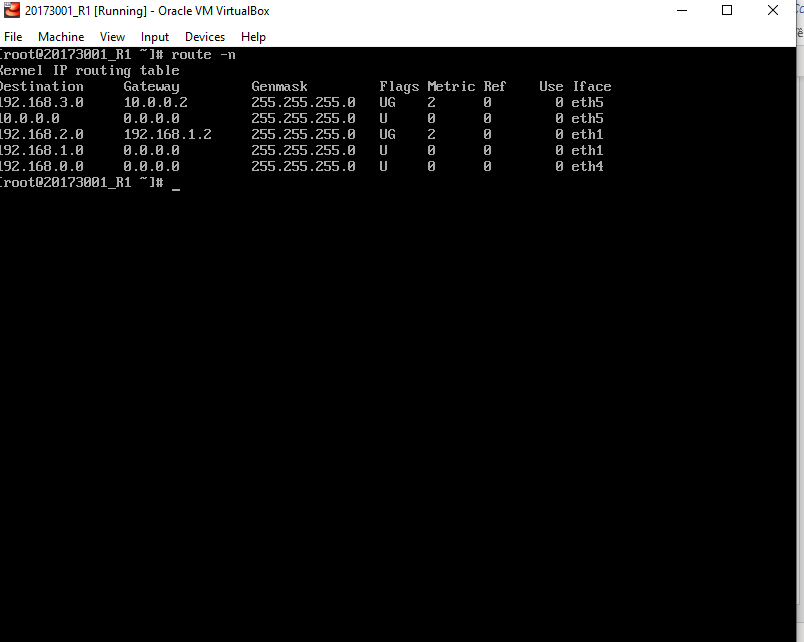 20173001_R1 [Running] - Oracle VM VirtualBox
File Machine View Input Devices Help
[root@20173001_R1 ~]# route -n
Kernel IP routing table
Destination Gateway Genmask Flags Metric Ref Use Iface
192.168.3.0 10.0.0.2 255.255.255.0 UG 2 0 0 eth5
10.0.0.0 0.0.0.0 255.255.255.0 U 0 0 0 eth5
192.168.2.0 192.168.1.2 255.255.255.0 UG 2 0 0 eth1
192.168.1.0 0.0.0.0 255.255.255.0 U 0 0 0 eth1
192.168.0.0 0.0.0.0 255.255.255.0 U 0 0 0 eth4
[root@20173001_R1 ~]# _